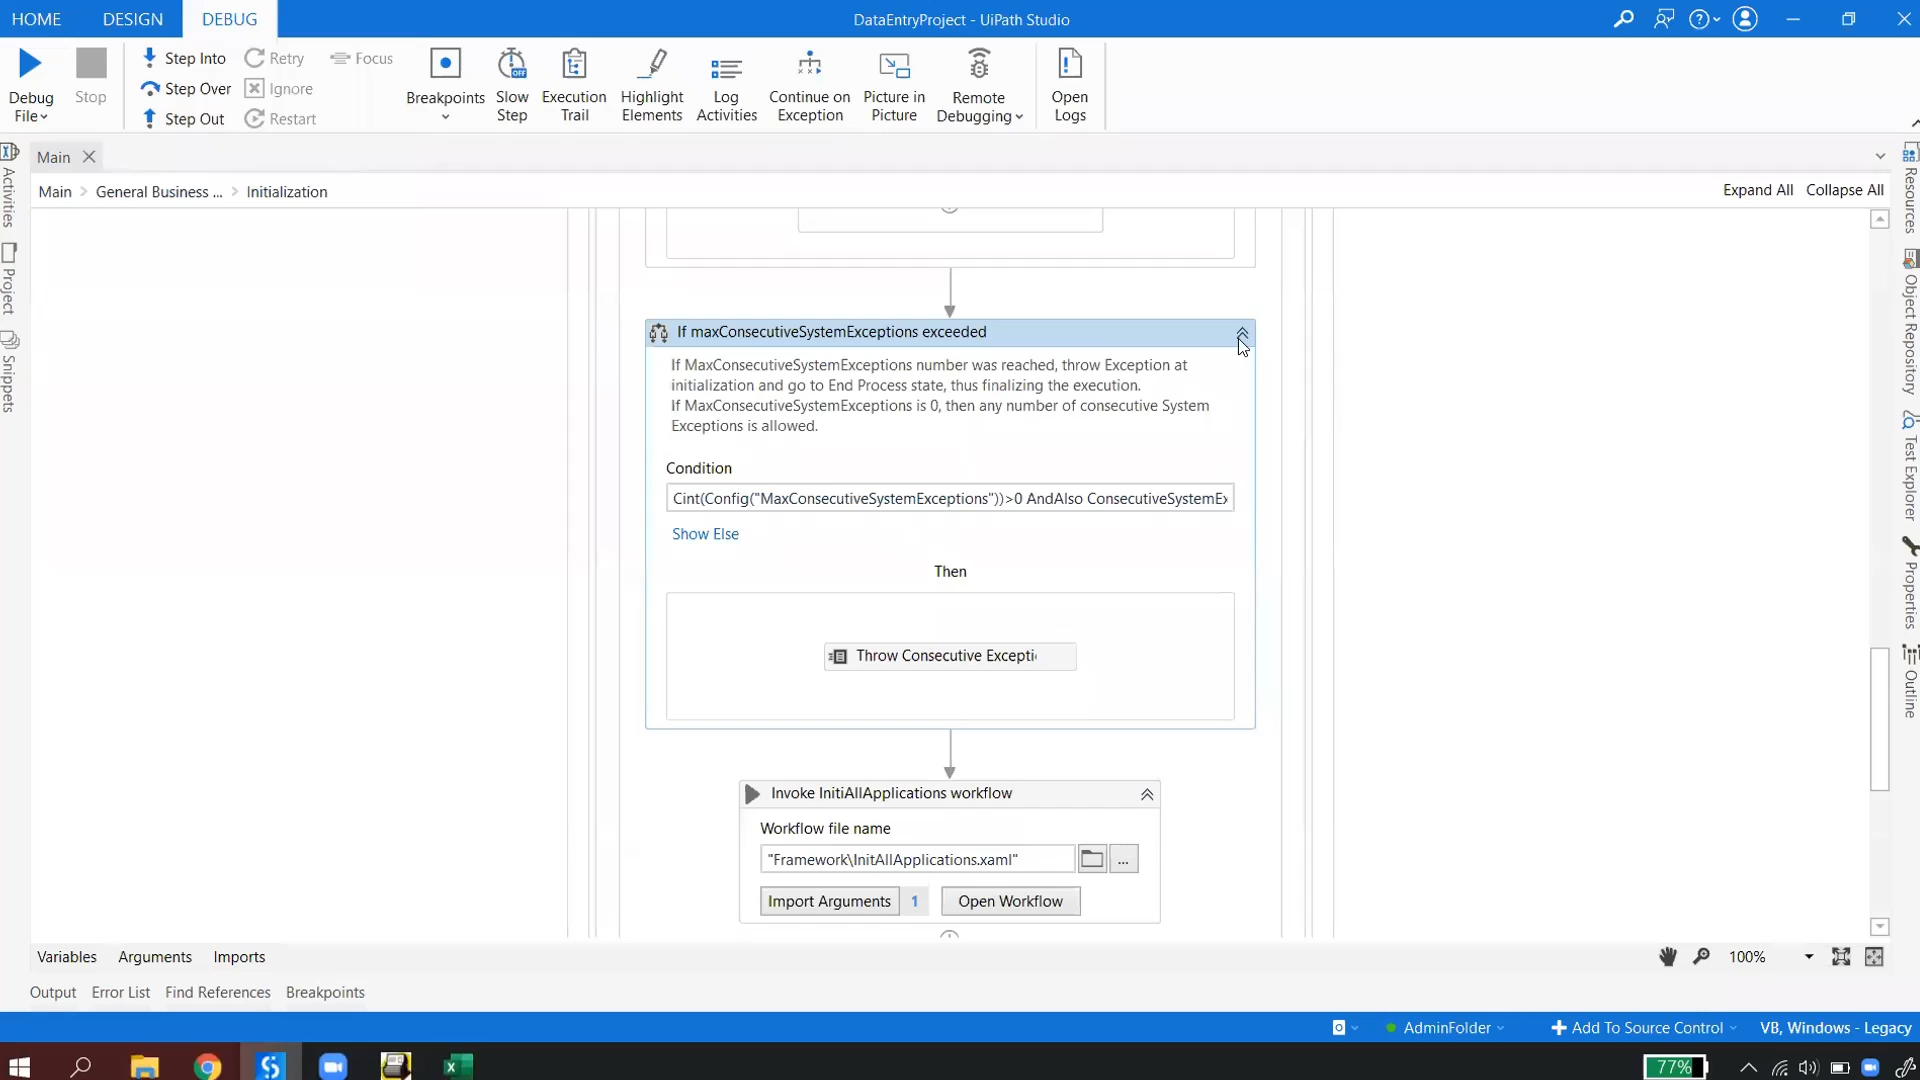 HOME DESIGN DEBUG DataEntryProject - UiPath Studio
Debug File
Stop
Step Into
Step Over
Step Out
Retry
Ignore
Restart
Focus
Breakpoints
Slow Step
Execution Trail
Highlight Elements
Log Activities
Continue on Exception
Picture in Picture
Remote Debugging
Open Logs
Main
Main > General Business ... > Initialization
Expand All Collapse All
Activities
Project
Snippets
If maxConsecutiveSystemExceptions exceeded
If MaxConsecutiveSystemExceptions number was reached, throw Exception at
initialization and go to End Process state, thus finalizing the execution.
If MaxConsecutiveSystemExceptions is 0, then any number of consecutive System
Exceptions is allowed.
Condition
Cint(Config("MaxConsecutiveSystemExceptions"))>0 AndAlso ConsecutiveSystemEx
Show Else
Then
Throw Consecutive Excepti
Invoke InitiAllApplications workflow
Workflow file name
"Framework\InitAllApplications.xaml"
...
Import Arguments 1 Open Workflow
Resources
Object Repository
Test Explorer
Properties
Outline
Variables Arguments Imports 100%
Output Error List Find References Breakpoints
AdminFolder Add To Source Control VB, Windows - Legacy
77%